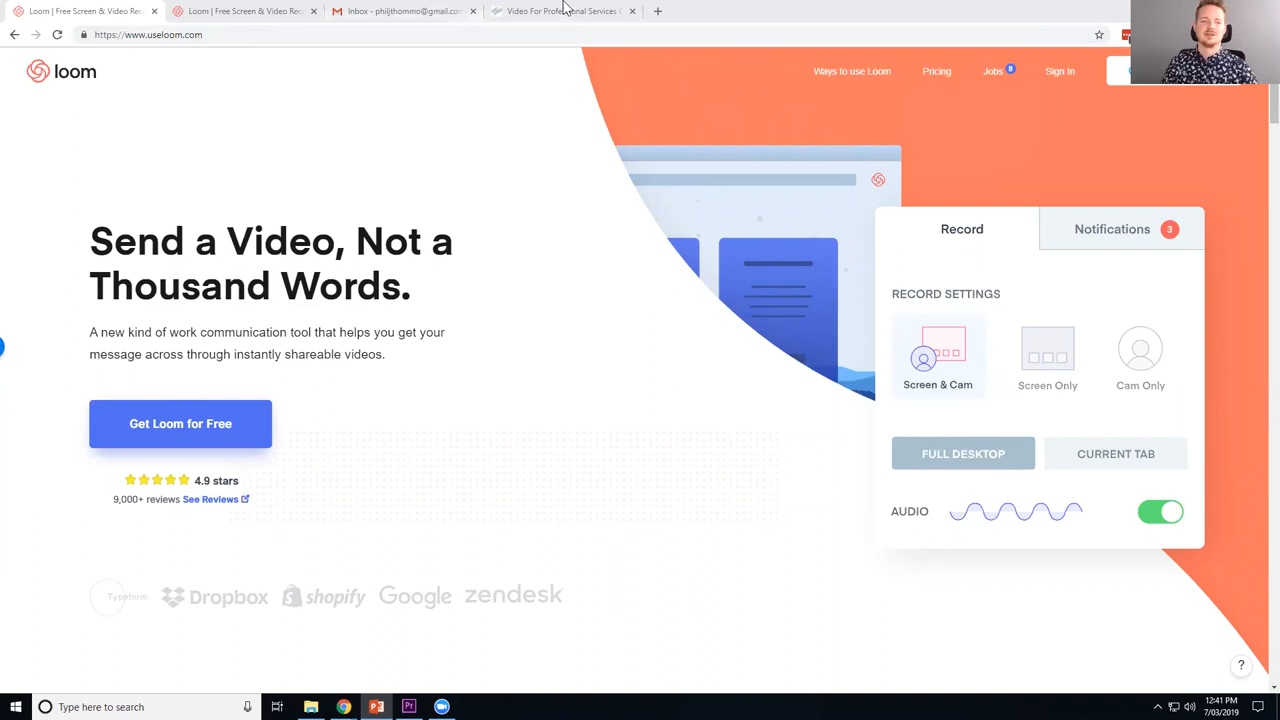 Loom | Free Screen & Video Rec
Loom | Free Screen & Video Rec
Inbox - philjthommo@gmail.com
Video For Professional Services C
https://www.useloom.com
loom
Ways to use Loom
Pricing
Jobs 8
Sign In
Record
Notifications 3
Send a Video, Not a
Thousand Words.
RECORD SETTINGS
A new kind of work communication tool that helps you get your
message across through instantly shareable videos.
Screen & Cam
Screen Only
Cam Only
Get Loom for Free
FULL DESKTOP
CURRENT TAB
4.9 stars
9,000+ reviews See Reviews
AUDIO
Typeform
Dropbox
shopify
Google
zendesk
?
Type here to search
Pr
12:41 PM
7/03/2019